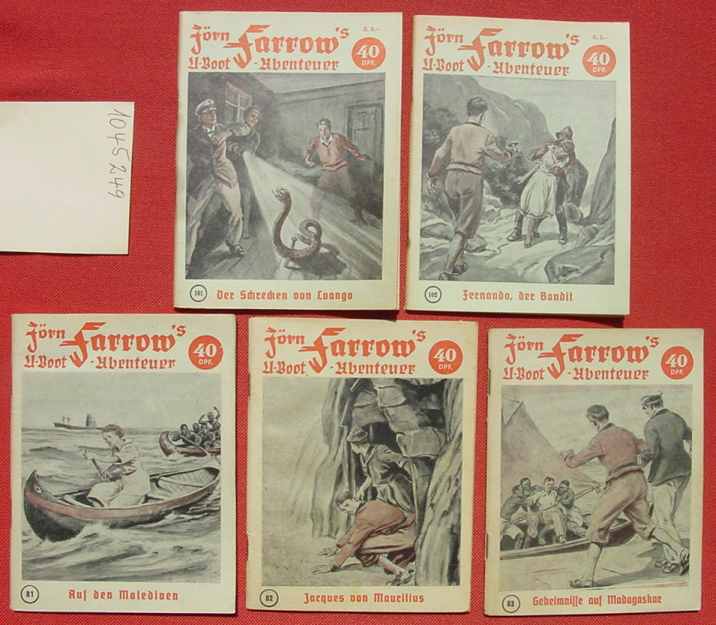 1045249
Jörn Farrow's
U-Boot-Abenteuer
40
DPF.
101
Der Schrecken von Loango
Jörn Farrow's
U-Boot-Abenteuer
40
DPF.
102
Fernando, der Bandit
Jörn Farrow's
U-Boot-Abenteuer
40
DPF.
81
Auf den Malediven
Jörn Farrow's
U-Boot-Abenteuer
40
DPF.
82
Jacques von Mauritius
Jörn Farrow's
U-Boot-Abenteuer
40
DPF.
83
Geheimnisse auf Madagaskar